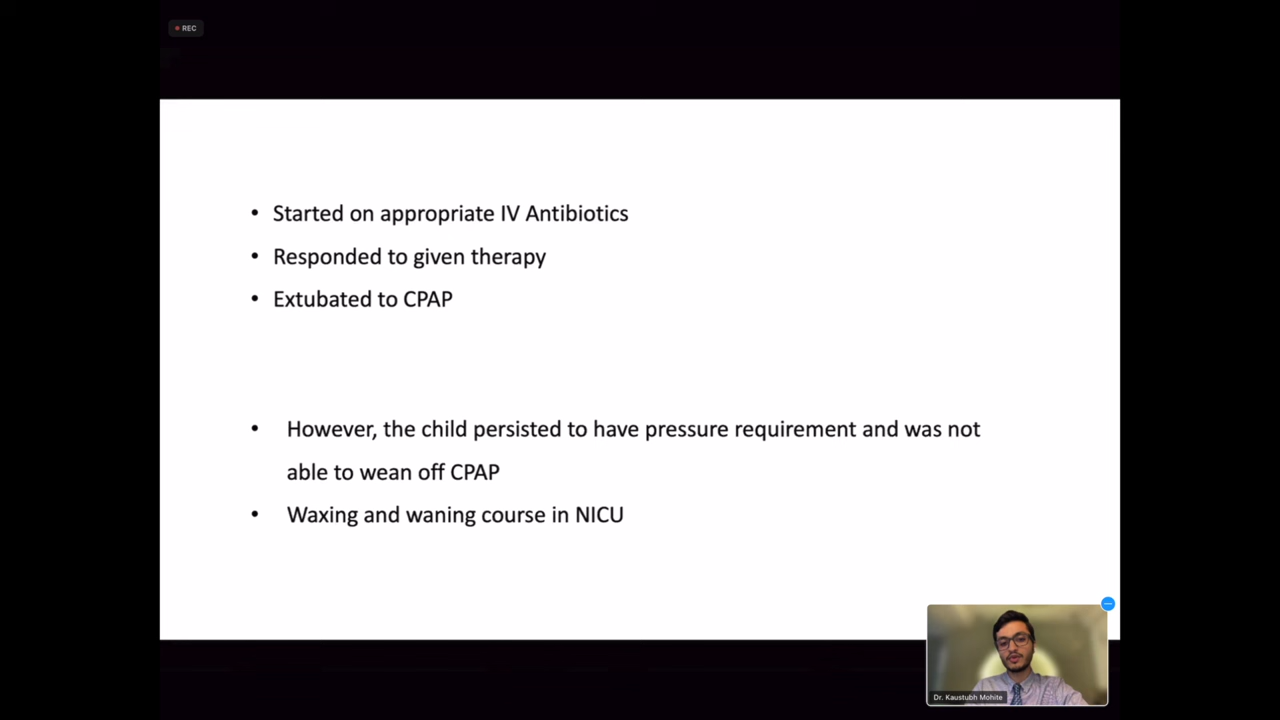 REC
• Started on appropriate IV Antibiotics
• Responded to given therapy
• Extubated to CPAP
• However, the child persisted to have pressure requirement and was not
able to wean off CPAP
• Waxing and waning course in NICU
Dr. Kaustubh Mohite